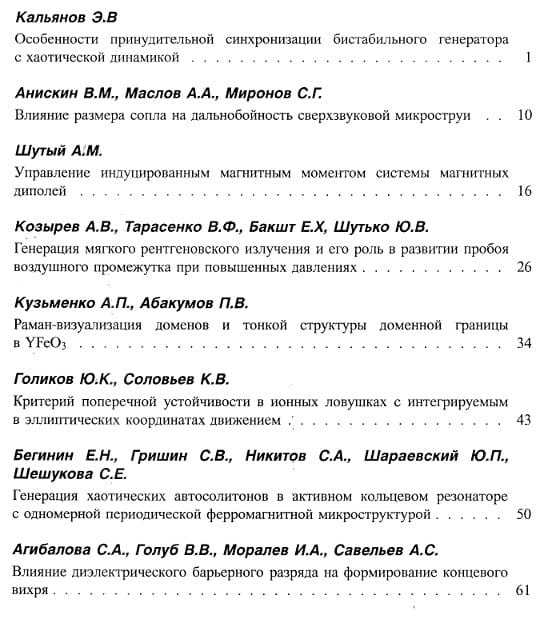 Кальянов Э.В
Особенности принудительной синхронизации бистабильного генератора
с хаотической динамикой . . . . . . . . . . . . . . . . . . . . . . . . . . . 1
Анискин В.М., Маслов А.А., Миронов С.Г.
Влияние размера сопла на дальнобойность сверхзвуковой микроструи . . 10
Шутый А.М.
Управление индуцированным магнитным моментом системы магнитных
диполей . . . . . . . . . . . . . . . . . . . . . . . . . . . . . . . . . . . . 16
Козырев А.В., Тарасенко В.Ф., Бакшт Е.Х, Шутько Ю.В.
Генерация мягкого рентгеновского излучения и его роль в развитии пробоя
воздушного промежутка при повышенных давлениях . . . . . . . . . . . . 26
Кузьменко А.П., Абакумов П.В.
Раман-визуализация доменов и тонкой структуры доменной границы
в YFeO3 . . . . . . . . . . . . . . . . . . . . . . . . . . . . . . . . . . . . 34
Голиков Ю.К., Соловьев К.В.
Критерий поперечной устойчивости в ионных ловушках с интегрируемым
в эллиптических координатах движением . . . . . . . . . . . . . . . . . . 43
Бегинин Е.Н., Гришин С.В., Никитов С.А., Шараевский Ю.П.,
Шешукова С.Е.
Генерация хаотических автосолитонов в активном кольцевом резонаторе
с одномерной периодической ферромагнитной микроструктурой . . . . . . 50
Агибалова С.А., Голуб В.В., Моралев И.А., Савельев А.С.
Влияние диэлектрического барьерного разряда на формирование концевого
вихря . . . . . . . . . . . . . . . . . . . . . . . . . . . . . . . . . . . . . 61